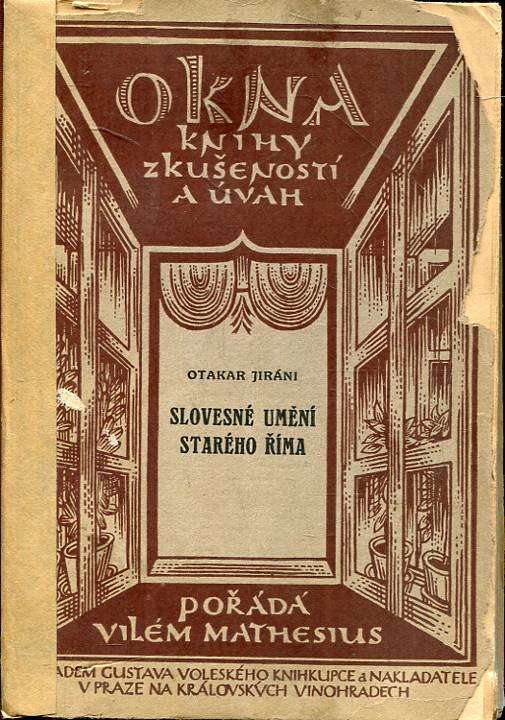 OKNA
KNIHY
ZKUŠENOSTÍ
A ÚVAH
OTAKAR JIRÁNI
SLOVESNÉ UMĚNÍ
STARÉHO ŘÍMA
POŘÁDÁ
VILÉM MATHESIUS
ADEM GUSTAVA VOLESKÉHO KNIHKUPCE a NAKLADATELE
V PRAZE NA KRÁLOVSKÝCH VINOHRADECH